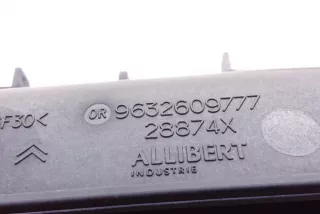 F30<
OR 9632609777
28874X
ALLIBERT
INDUSTRIE